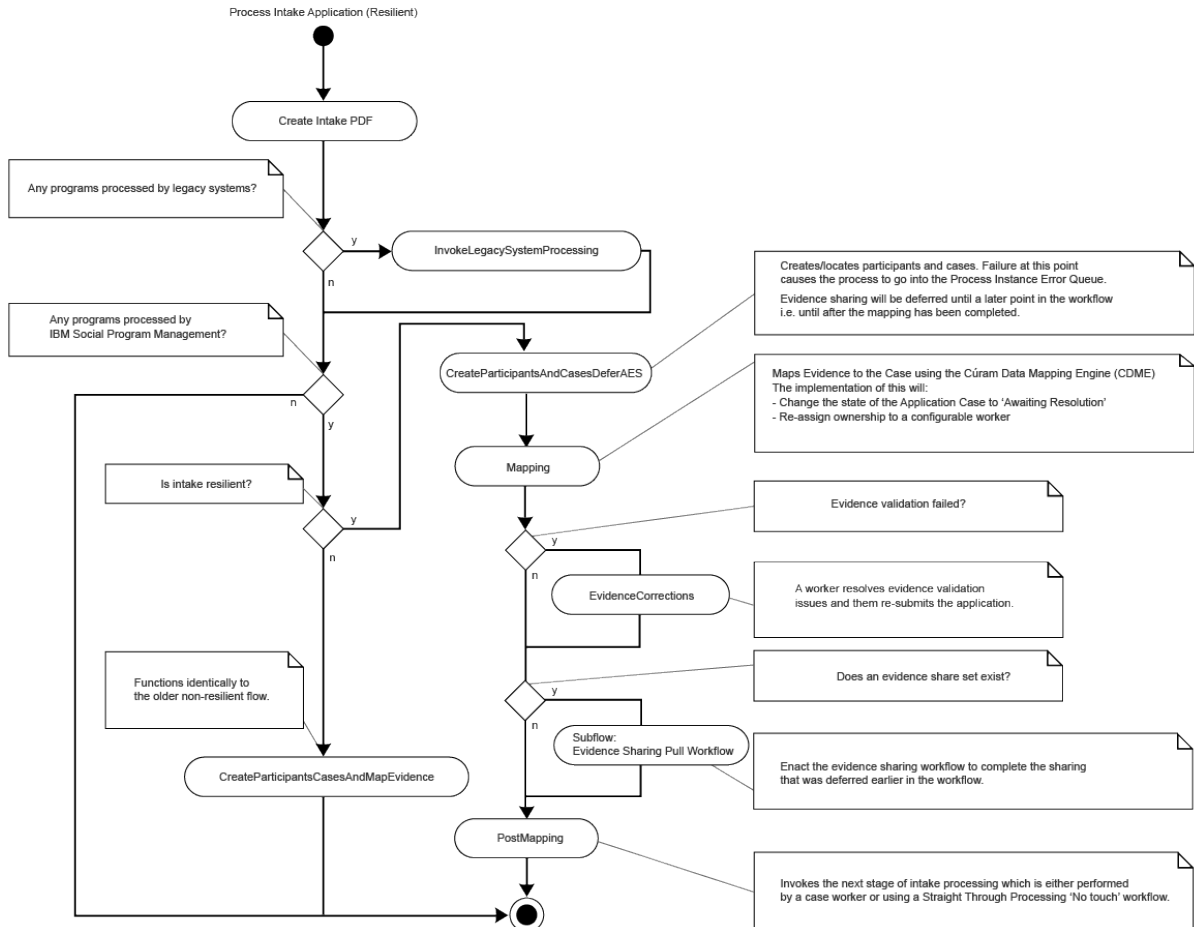 Process Intake Application (Resilient)
Create Intake PDF
Any programs processed by legacy systems?
y
InvokeLegacySystemProcessing
n
Creates/locates participants and cases. Failure at this point
causes the process to go into the Process Instance Error Queue.
Evidence sharing will be deferred until a later point in the workflow
i.e. until after the mapping has been completed.
Any programs processed by
IBM Social Program Management?
CreateParticipantsAndCasesDeferAES
n
y
Maps Evidence to the Case using the Cúram Data Mapping Engine (CDME)
The implementation of this will:
- Change the state of the Application Case to ‘Awaiting Resolution’
- Re-assign ownership to a configurable worker
Mapping
Is intake resilient?
y
n
Evidence validation failed?
y
n
EvidenceCorrections
A worker resolves evidence validation
issues and them re-submits the application.
Does an evidence share set exist?
y
n
Functions identically to
the older non-resilient flow.
Subflow:
Evidence Sharing Pull Workflow
Enact the evidence sharing workflow to complete the sharing
that was deferred earlier in the workflow.
CreateParticipantsCasesAndMapEvidence
PostMapping
Invokes the next stage of intake processing which is either performed
by a case worker or using a Straight Through Processing ‘No touch’ workflow.